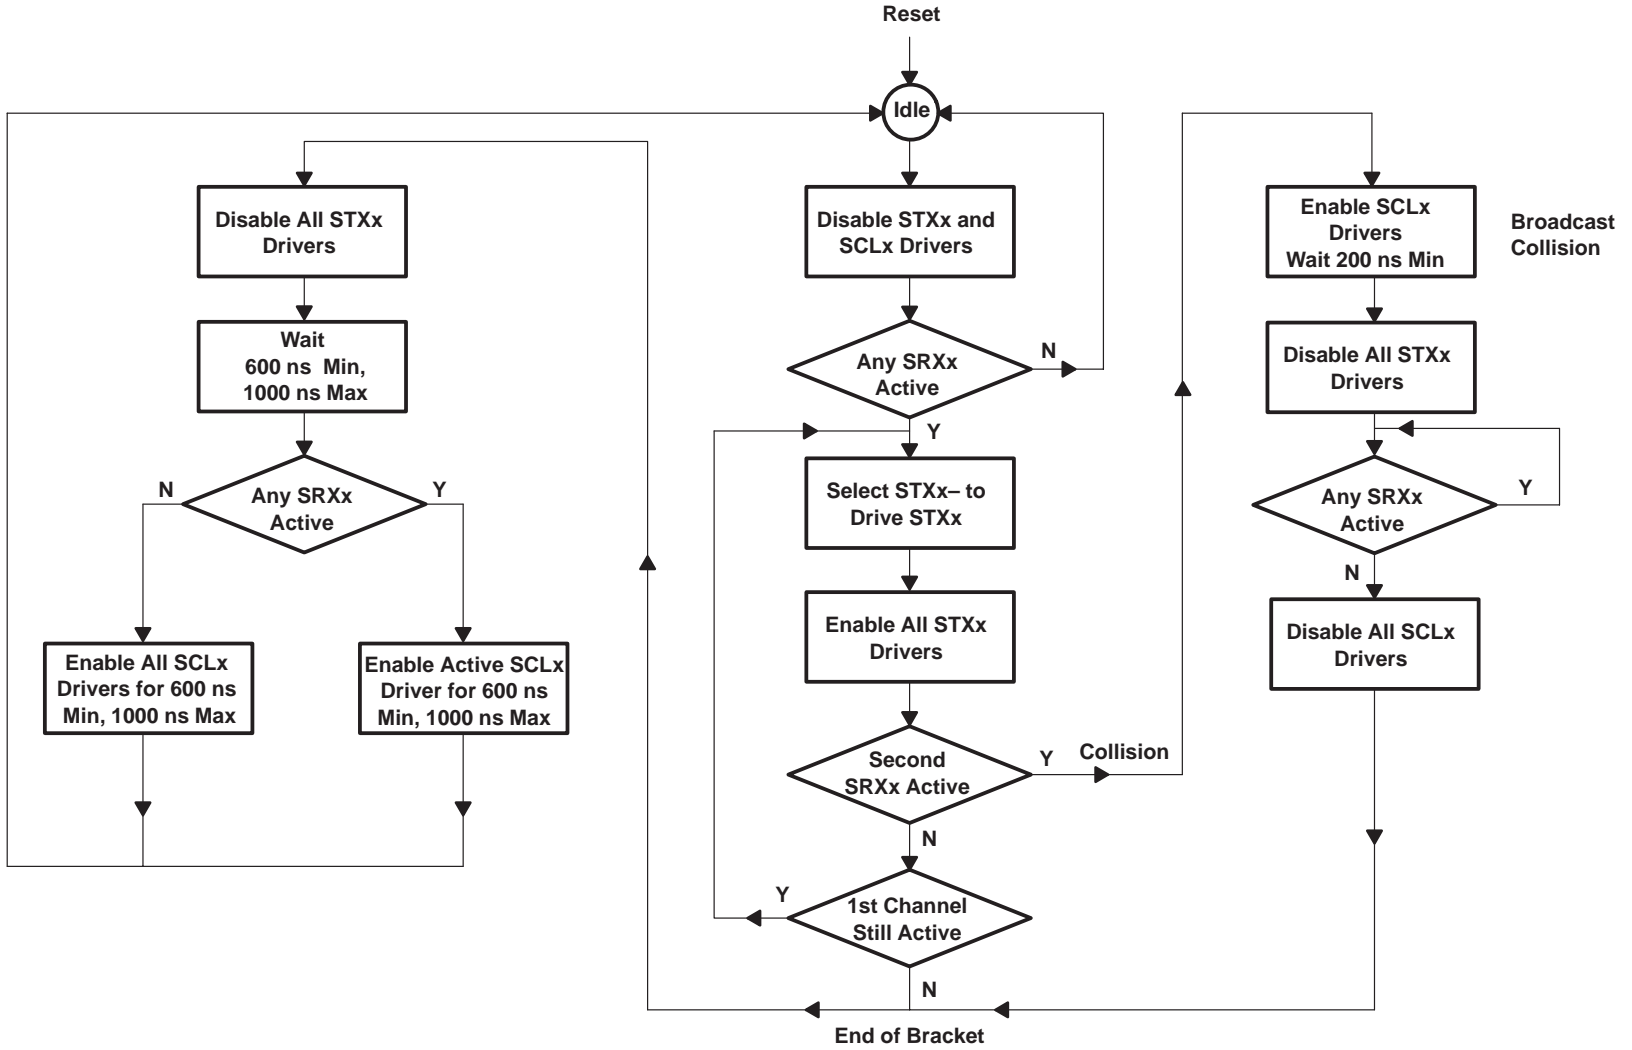 Reset
Idle
Disable All STXx
Drivers
Wait
600 ns Min,
1000 ns Max
N
Any SRXx
Active
Y
Enable All SCLx
Drivers for 600 ns
Min, 1000 ns Max
Enable Active SCLx
Driver for 600 ns
Min, 1000 ns Max
Disable STXx and
SCLx Drivers
Any SRXx
Active
N
Y
Select STXx– to
Drive STXx
Enable All STXx
Drivers
Second
SRXx Active
Y
Collision
N
1st Channel
Still Active
Y
N
End of Bracket
Enable SCLx
Drivers
Wait 200 ns Min
Broadcast
Collision
Disable All STXx
Drivers
Any SRXx
Active
Y
N
Disable All SCLx
Drivers